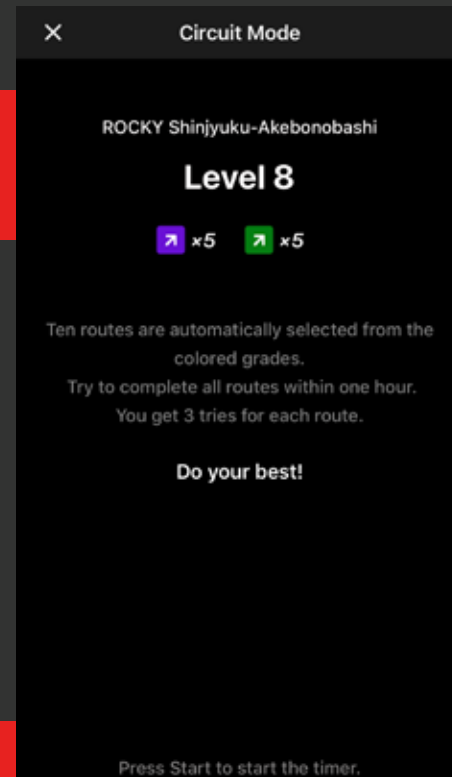 Circuit Mode
ROCKY Shinjyuku-Akebonobashi
Level 8
×5 ×5
Ten routes are automatically selected from the
colored grades.
Try to complete all routes within one hour.
You get 3 tries for each route.
Do your best!
Press Start to start the timer.